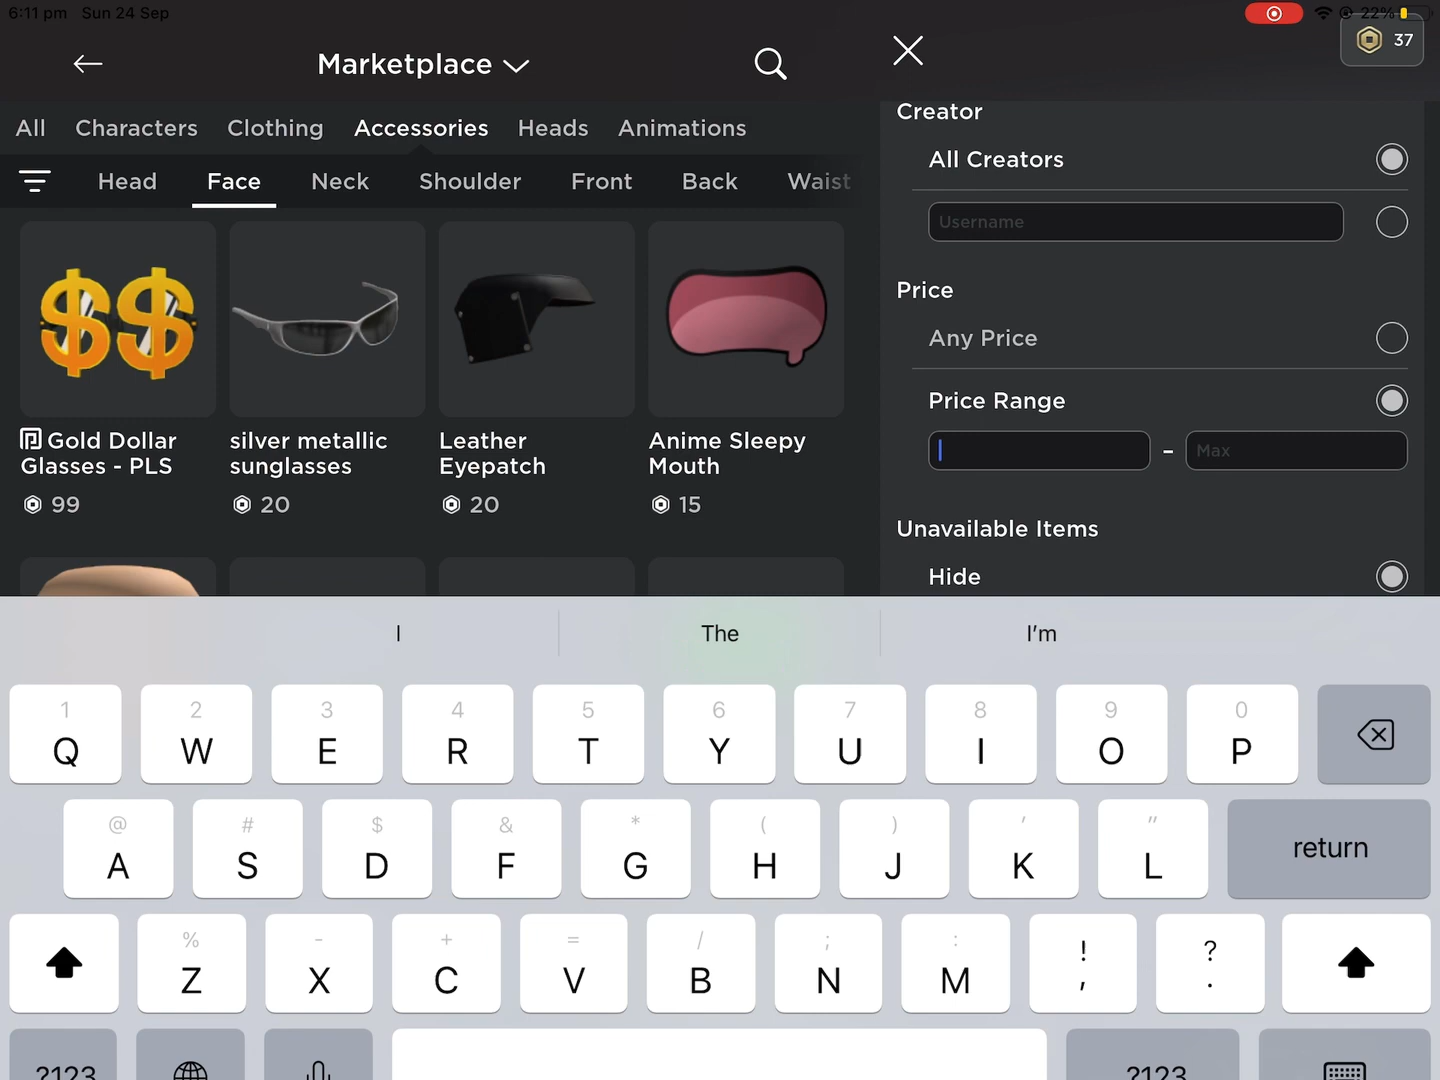 6:11 pm Sun 24 Sep
22%
Marketplace
37
All Characters Clothing Accessories Heads Animations
Head Face Neck Shoulder Front Back Waist
Gold Dollar
Glasses - PLS
99
silver metallic
sunglasses
20
Leather
Eyepatch
20
Anime Sleepy
Mouth
15
Creator
All Creators
Username
Price
Any Price
Price Range
- Max
Unavailable Items
Hide
I The I'm
1 2 3 4 5 6 7 8 9 0
Q W E R T Y U I O P
@ # $ & * ( ) ' "
A S D F G H J K L return
% - + = / ; : ! ?
Z X C V B N M , .
?123 ?123